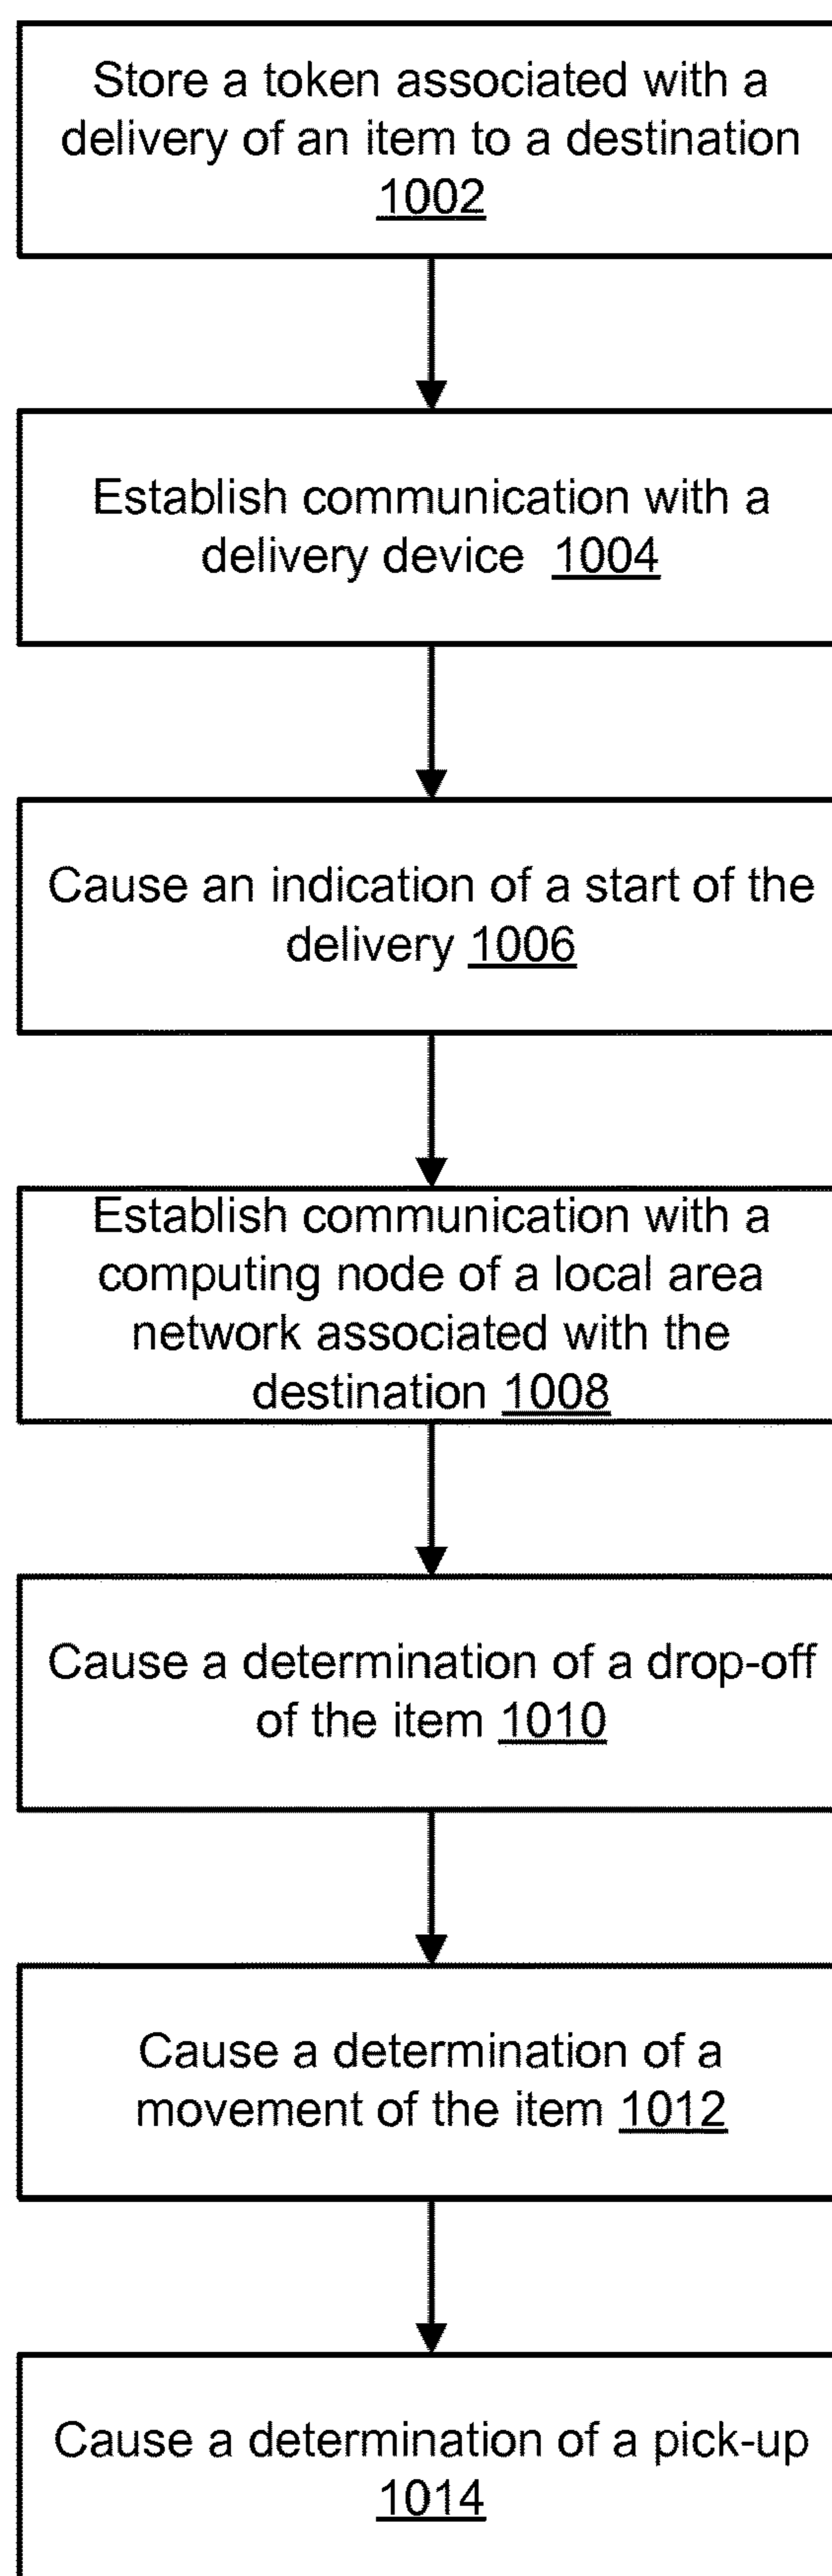 Store a token associated with a
delivery of an item to a destination
1002
Establish communication with a
delivery device 1004
Cause an indication of a start of the
delivery 1006
Establish communication with a
computing node of a local area
network associated with the
destination 1008
Cause a determination of a drop-off
of the item 1010
Cause a determination of a
movement of the item 1012
Cause a determination of a pick-up
1014